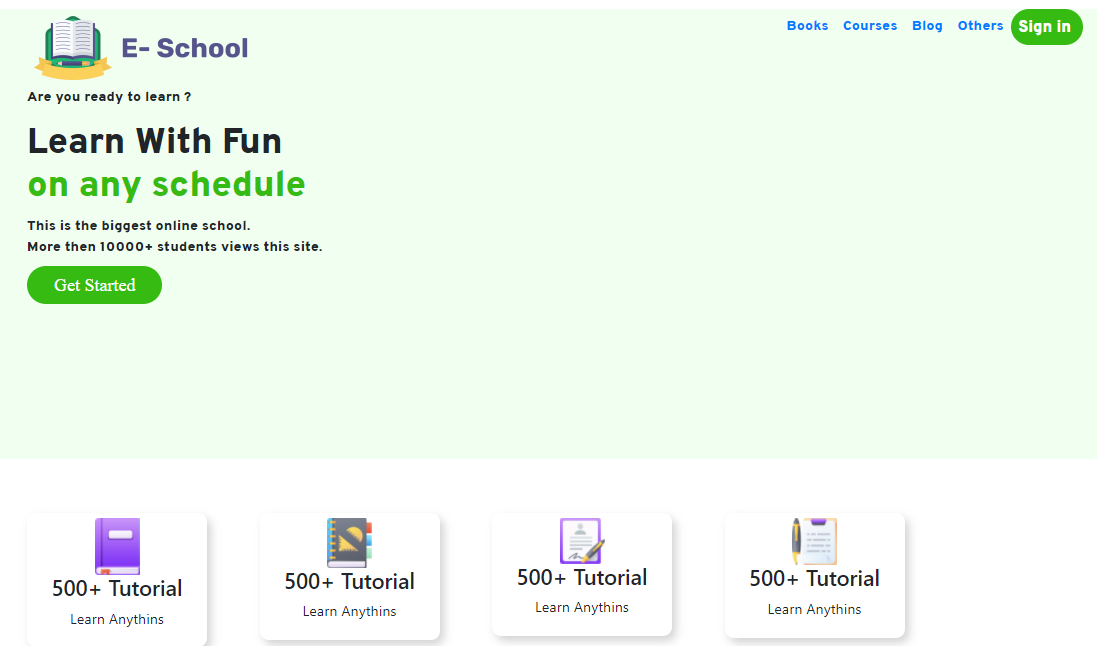 E- School
Books Courses Blog Others Sign in
Are you ready to learn ?
Learn With Fun
on any schedule
This is the biggest online school.
More then 10000+ students views this site.
Get Started
500+ Tutorial
Learn Anythins
500+ Tutorial
Learn Anythins
500+ Tutorial
Learn Anythins
500+ Tutorial
Learn Anythins